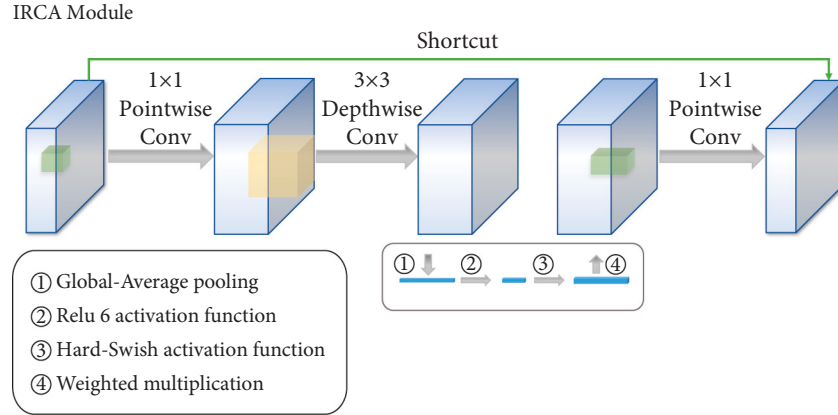 IRCA Module
Shortcut
1×1
Pointwise
Conv
3×3
Depthwise
Conv
1×1
Pointwise
Conv
① ② ③ ④
① Global-Average pooling
② Relu 6 activation function
③ Hard-Swish activation function
④ Weighted multiplication